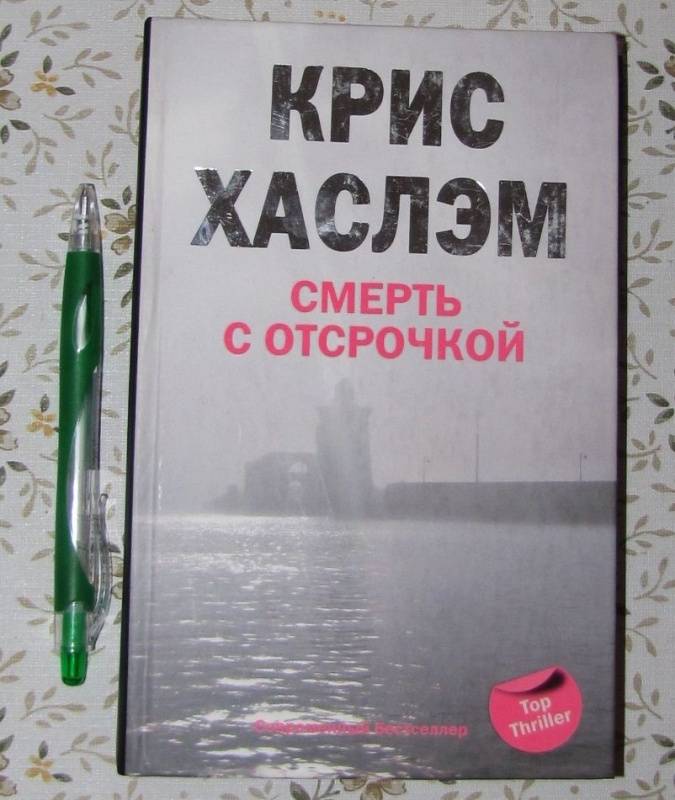 КРИС
ХАСЛЭМ
СМЕРТЬ
С ОТСРОЧКОЙ
Современный бестселлер
Top
Thriller